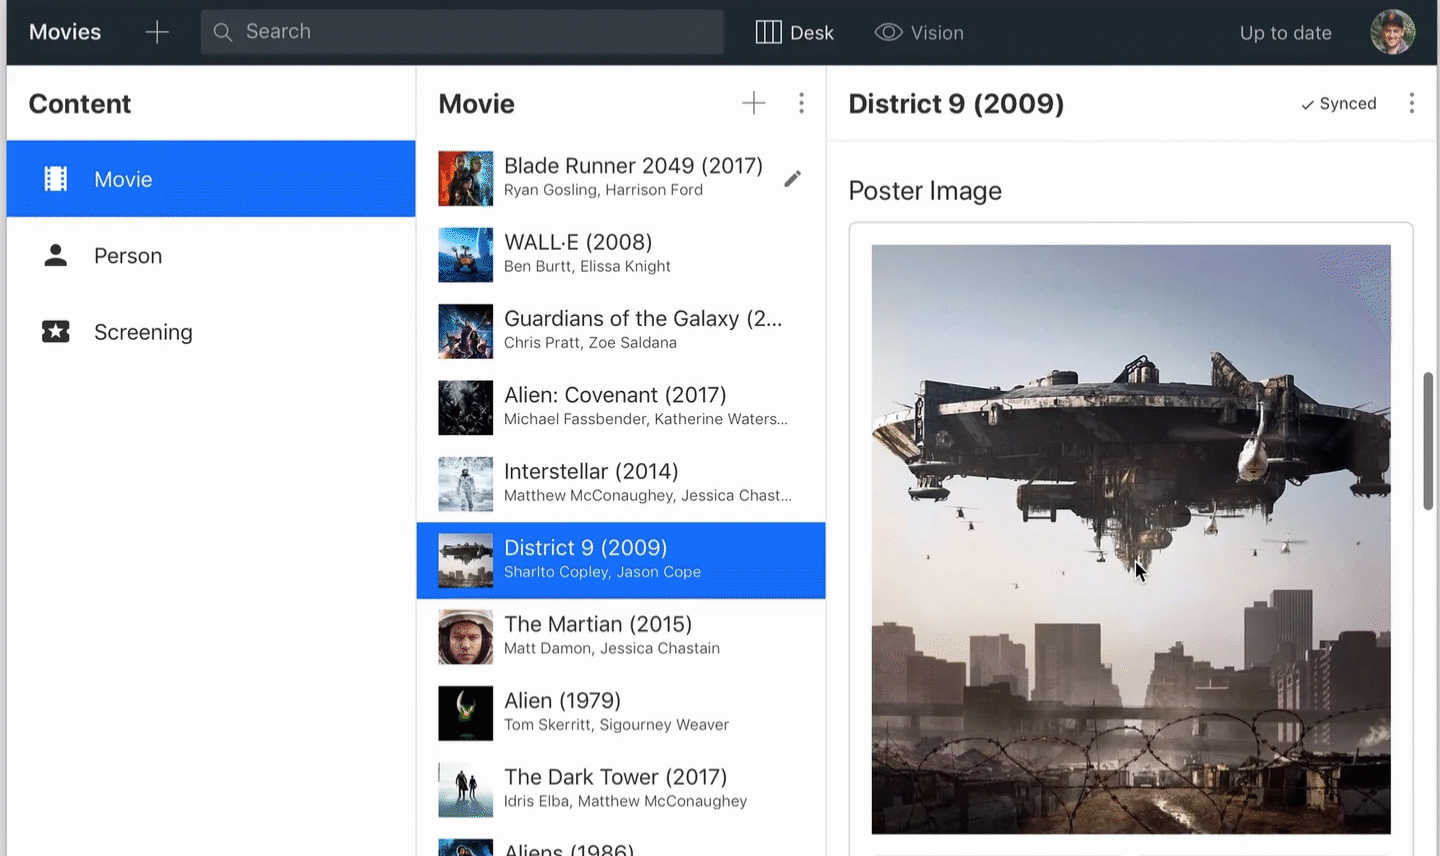 Movies
Search
Desk
Vision
Up to date
Content
Movie
Person
Screening
Movie
Blade Runner 2049 (2017)
Ryan Gosling, Harrison Ford
WALL·E (2008)
Ben Burtt, Elissa Knight
Guardians of the Galaxy (2...
Chris Pratt, Zoe Saldana
Alien: Covenant (2017)
Michael Fassbender, Katherine Waters...
Interstellar (2014)
Matthew McConaughey, Jessica Chast...
District 9 (2009)
Sharlto Copley, Jason Cope
The Martian (2015)
Matt Damon, Jessica Chastain
Alien (1979)
Tom Skerritt, Sigourney Weaver
The Dark Tower (2017)
Idris Elba, Matthew McConaughey
Aliens (1986)
District 9 (2009)
Synced
Poster Image